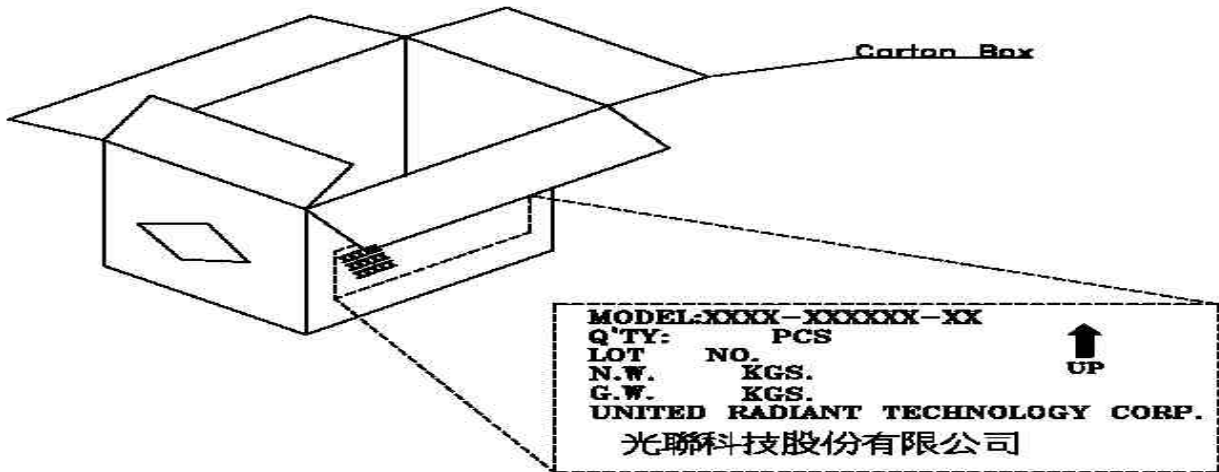 Carton Box
MODEL:XXXX-XXXXXX-XX
Q'TY: PCS
UP
LOT NO.
N.W. KGS.
G.W. KGS.
UNITED RADIANT TECHNOLOGY CORP.
光聯科技股份有限公司